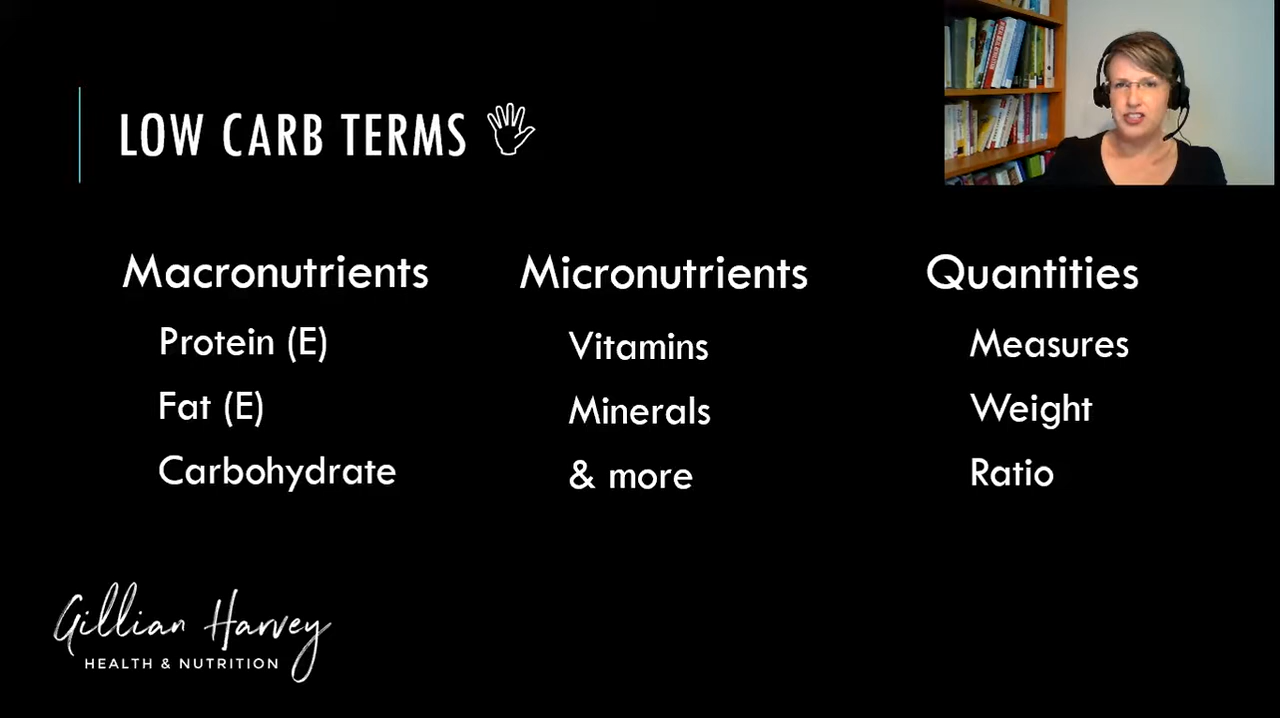 LOW CARB TERMS
Macronutrients
Protein (E)
Fat (E)
Carbohydrate
Micronutrients
Vitamins
Minerals
& more
Quantities
Measures
Weight
Ratio
Gillian Harvey
HEALTH & NUTRITION